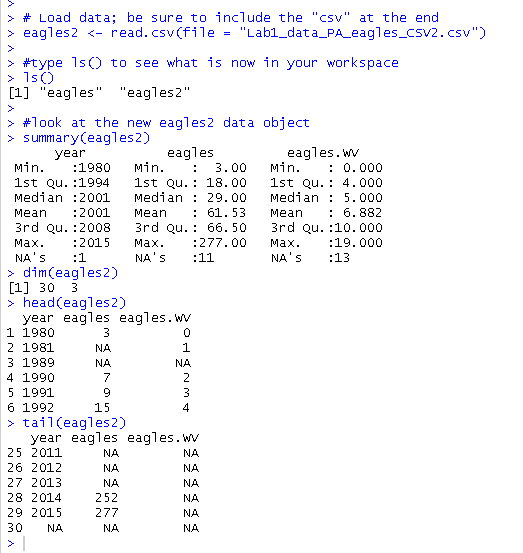 >
> # Load data; be sure to include the "csv" at the end
> eagles2 <- read.csv(file = "Lab1_data_PA_eagles_CSV2.csv")
>
> #type ls() to see what is now in your workspace
> ls()
[1] "eagles"  "eagles2"
>
> #look at the new eagles2 data object
> summary(eagles2)
      year          eagles          eagles.WV
 Min.   :1980   Min.   :  3.00   Min.   : 0.000
 1st Qu.:1994   1st Qu.: 18.00   1st Qu.: 4.000
 Median :2001   Median : 29.00   Median : 5.000
 Mean   :2001   Mean   : 61.53   Mean   : 6.882
 3rd Qu.:2008   3rd Qu.: 66.50   3rd Qu.:10.000
 Max.   :2015   Max.   :277.00   Max.   :19.000
 NA's   :1      NA's   :11       NA's   :13
> dim(eagles2)
[1] 30  3
> head(eagles2)
  year eagles eagles.WV
1 1980      3         0
2 1981     NA         1
3 1989     NA        NA
4 1990      7         2
5 1991      9         3
6 1992     15         4
> tail(eagles2)
   year eagles eagles.WV
25 2011     NA        NA
26 2012     NA        NA
27 2013     NA        NA
28 2014    252        NA
29 2015    277        NA
30   NA     NA        NA
>